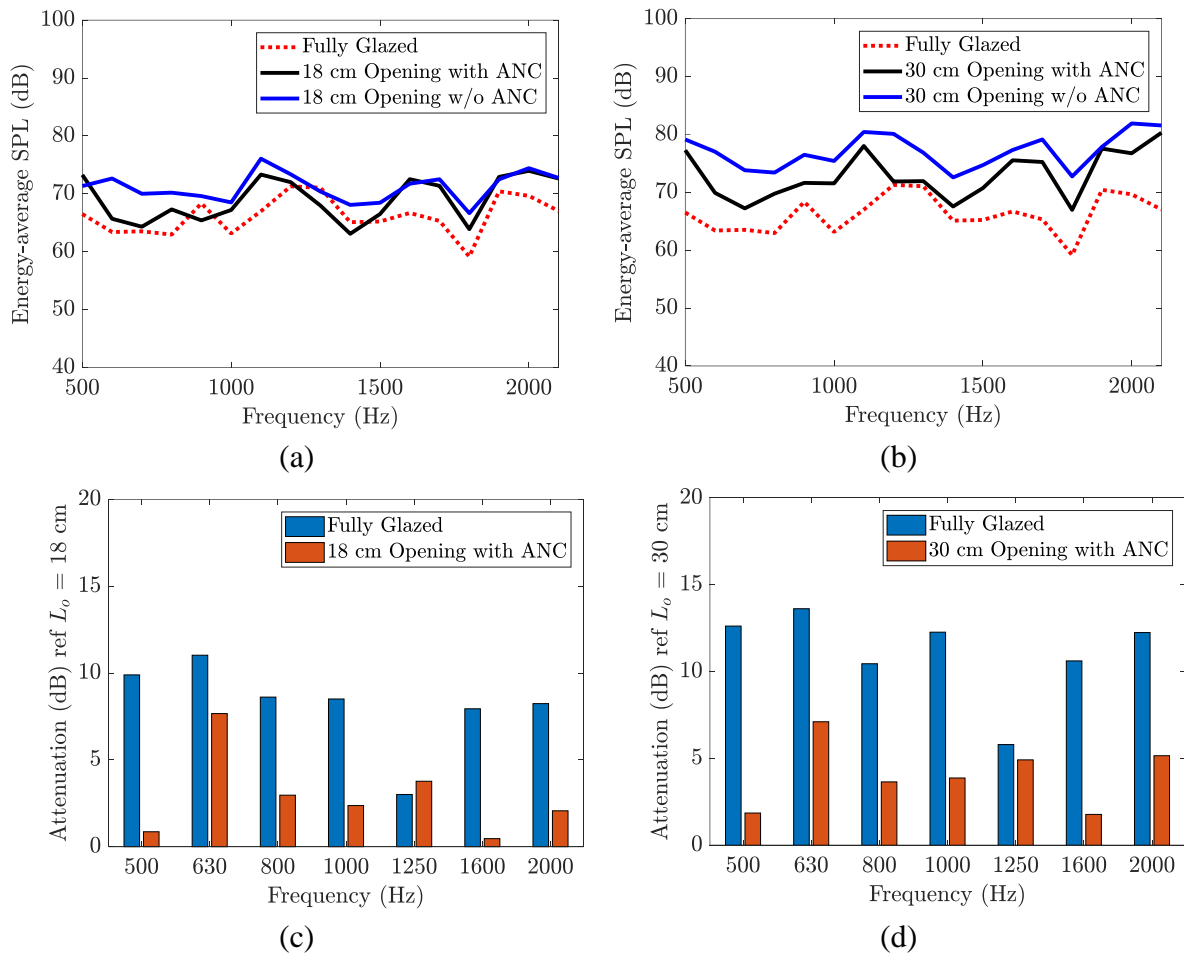 100
90
80
70
60
50
40
Energy-average SPL (dB)
Fully Glazed
18 cm Opening with ANC
18 cm Opening w/o ANC
500
1000
1500
2000
Frequency (Hz)
(a)
100
90
80
70
60
50
40
Energy-average SPL (dB)
Fully Glazed
30 cm Opening with ANC
30 cm Opening w/o ANC
500
1000
1500
2000
Frequency (Hz)
(b)
20
15
10
5
0
Attenuation (dB) ref L_o = 18 cm
Fully Glazed
18 cm Opening with ANC
500
630
800
1000
1250
1600
2000
Frequency (Hz)
(c)
20
15
10
5
0
Attenuation (dB) ref L_o = 30 cm
Fully Glazed
30 cm Opening with ANC
500
630
800
1000
1250
1600
2000
Frequency (Hz)
(d)